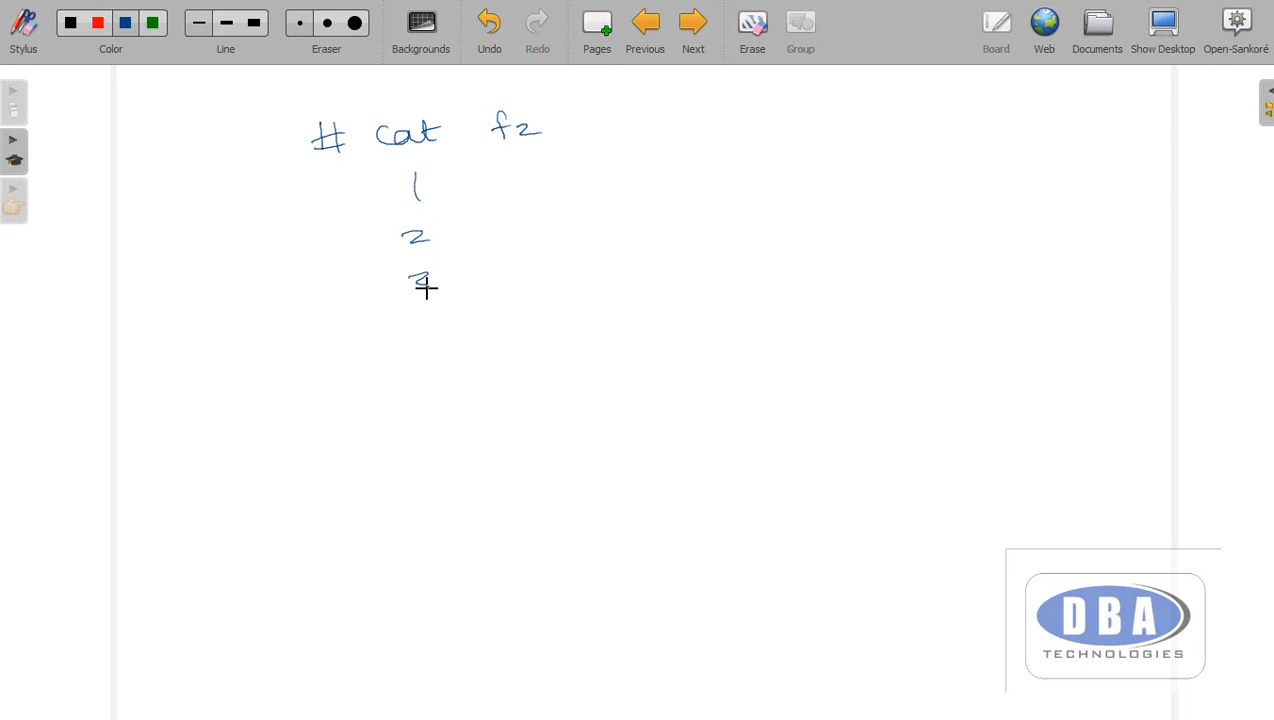 Stylus
Color
Line
Eraser
Backgrounds
Undo
Redo
Pages
Previous
Next
Erase
Group
Board
Web
Documents
Show Desktop
Open-Sankoré
# cat f2
1
2
3
DBA
TECHNOLOGIES